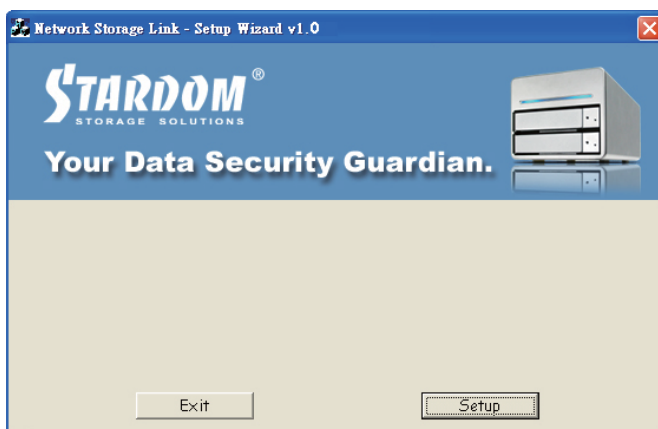 Network Storage Link - Setup Wizard v1.0
STARDOM®
STORAGE SOLUTIONS
Your Data Security Guardian.
Exit
Setup